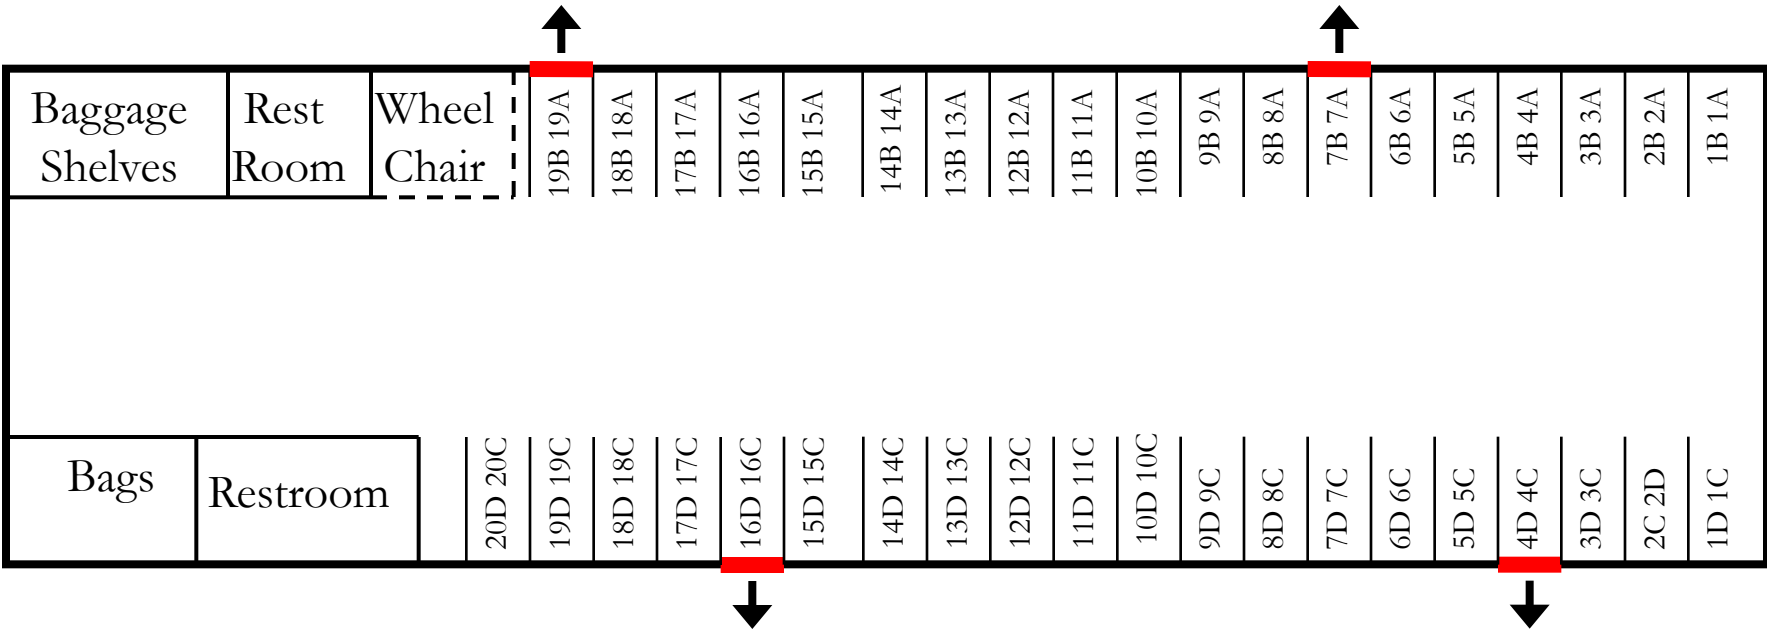 Baggage
Shelves
Rest
Room
Wheel
Chair
19B 19A
18B 18A
17B 17A
16B 16A
15B 15A
14B 14A
13B 13A
12B 12A
11B 11A
10B 10A
9B 9A
8B 8A
7B 7A
6B 6A
5B 5A
4B 4A
3B 3A
2B 2A
1B 1A
Bags
Restroom
20D 20C
19D 19C
18D 18C
17D 17C
16D 16C
15D 15C
14D 14C
13D 13C
12D 12C
11D 11C
10D 10C
9D 9C
8D 8C
7D 7C
6D 6C
5D 5C
4D 4C
3D 3C
2C 2D
1D 1C